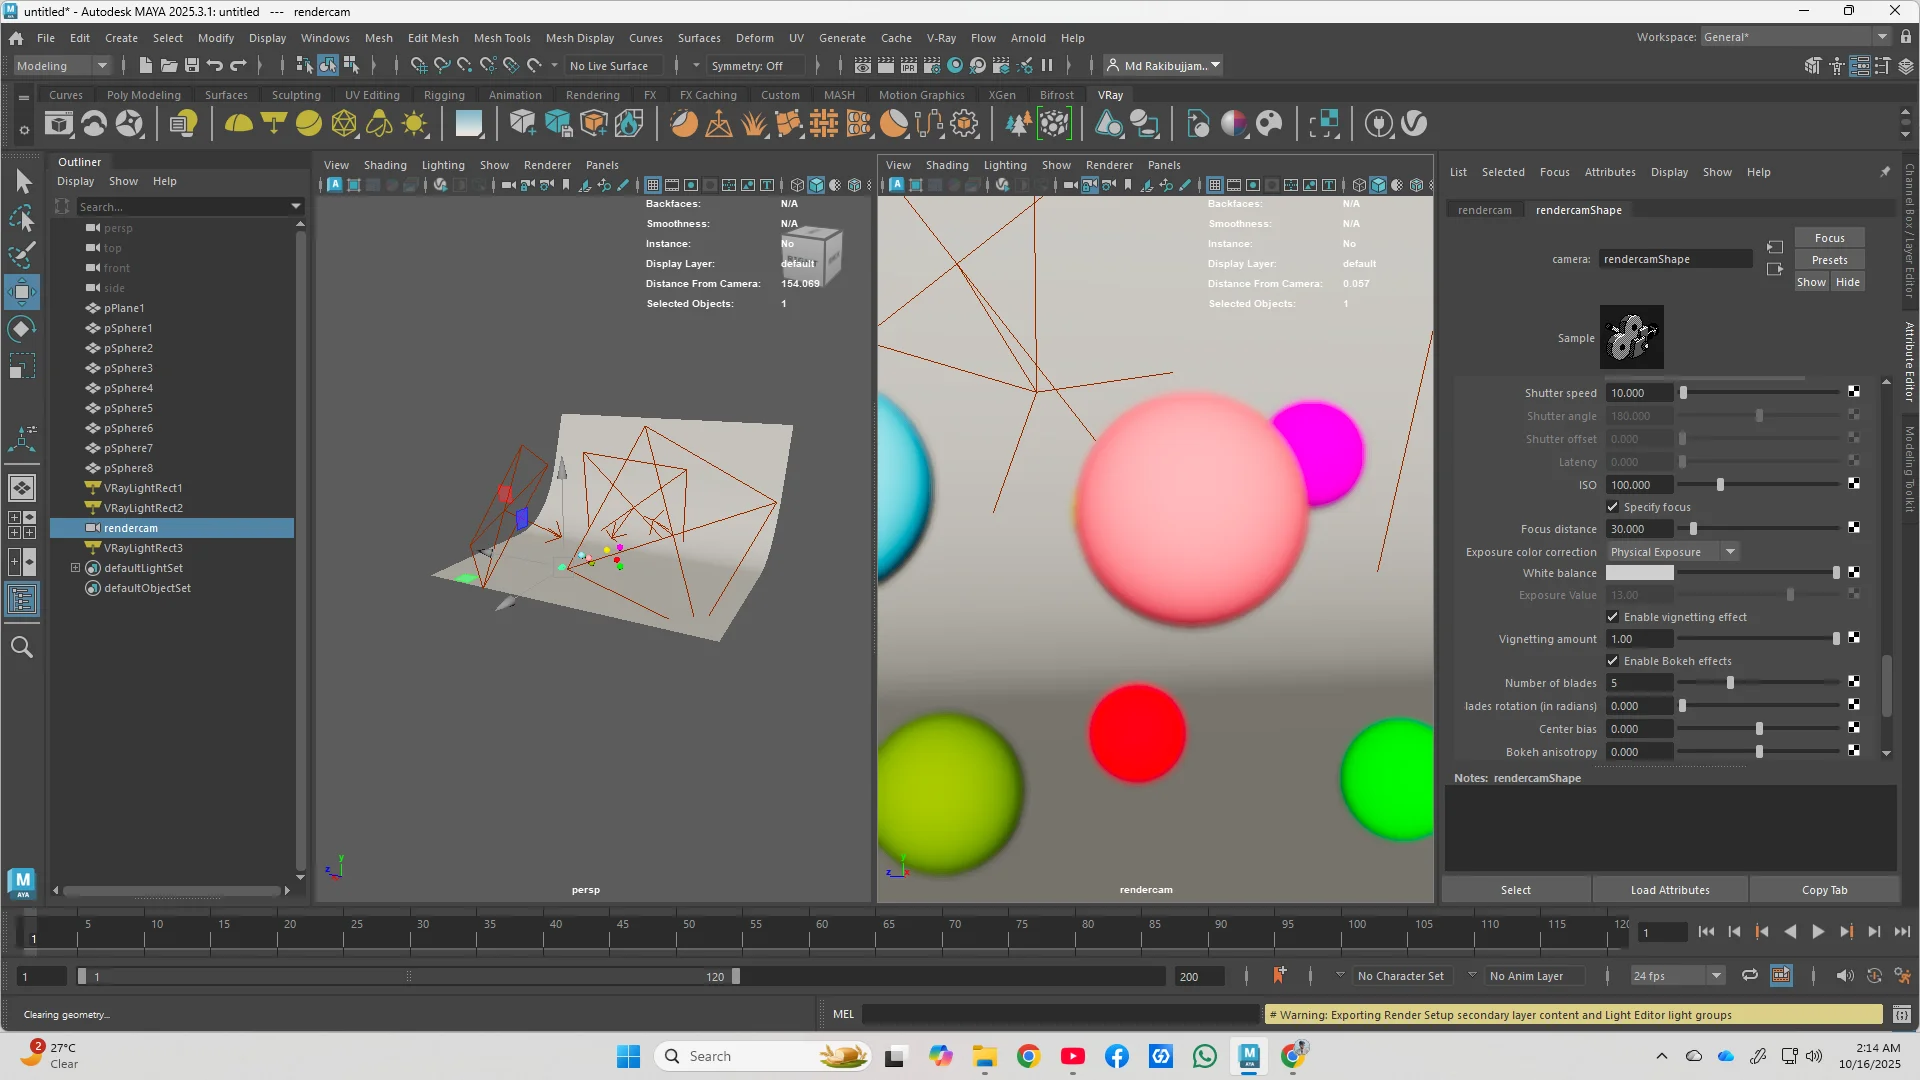 untitled* - Autodesk MAYA 2025.3.1: untitled --- rendercam
File Edit Create Select Modify Display Windows Mesh Edit Mesh Mesh Tools Mesh Display Curves Surfaces Deform UV Generate Cache V-Ray Flow Arnold Help
Workspace: General*
Modeling
No Live Surface
Symmetry: Off
Md Rakibujjam..
Curves Poly Modeling Surfaces Sculpting UV Editing Rigging Animation Rendering FX FX Caching Custom MASH Motion Graphics XGen Bifrost VRay
Outliner
Display Show Help
Search...
persp
top
front
side
pPlane1
pSphere1
pSphere2
pSphere3
pSphere4
pSphere5
pSphere6
pSphere7
pSphere8
VRayLightRect1
VRayLightRect2
rendercam
VRayLightRect3
defaultLightSet
defaultObjectSet
View Shading Lighting Show Renderer Panels
Backfaces: N/A
Smoothness: N/A
Instance: No
Display Layer: default
Distance From Camera: 154.069
Selected Objects: 1
persp
View Shading Lighting Show Renderer Panels
Backfaces: N/A
Smoothness: N/A
Instance: No
Display Layer: default
Distance From Camera: 0.057
Selected Objects: 1
rendercam
List Selected Focus Attributes Display Show Help
rendercam rendercamShape
camera: rendercamShape
Focus
Presets
Show Hide
Sample
Shutter speed 10.000
Shutter angle 180.000
Shutter offset 0.000
Latency 0.000
ISO 100.000
Specify focus
Focus distance 30.000
Exposure color correction Physical Exposure
White balance
Exposure Value 13.00
Enable vignetting effect
Vignetting amount 1.00
Enable Bokeh effects
Number of blades 5
lades rotation (in radians) 0.000
Center bias 0.000
Bokeh anisotropy 0.000
Notes: rendercamShape
Select Load Attributes Copy Tab
Channel Box / Layer Editor
Attribute Editor
Modeling Toolkit
5 10 15 20 25 30 35 40 45 50 55 60 65 70 75 80 85 90 95 100 105 110 115 120
1
1
1
1
120
200
No Character Set
No Anim Layer
24 fps
Clearing geometry...
MEL
# Warning: Exporting Render Setup secondary layer content and Light Editor light groups
2
27°C
Clear
Search
2:14 AM
10/16/2025